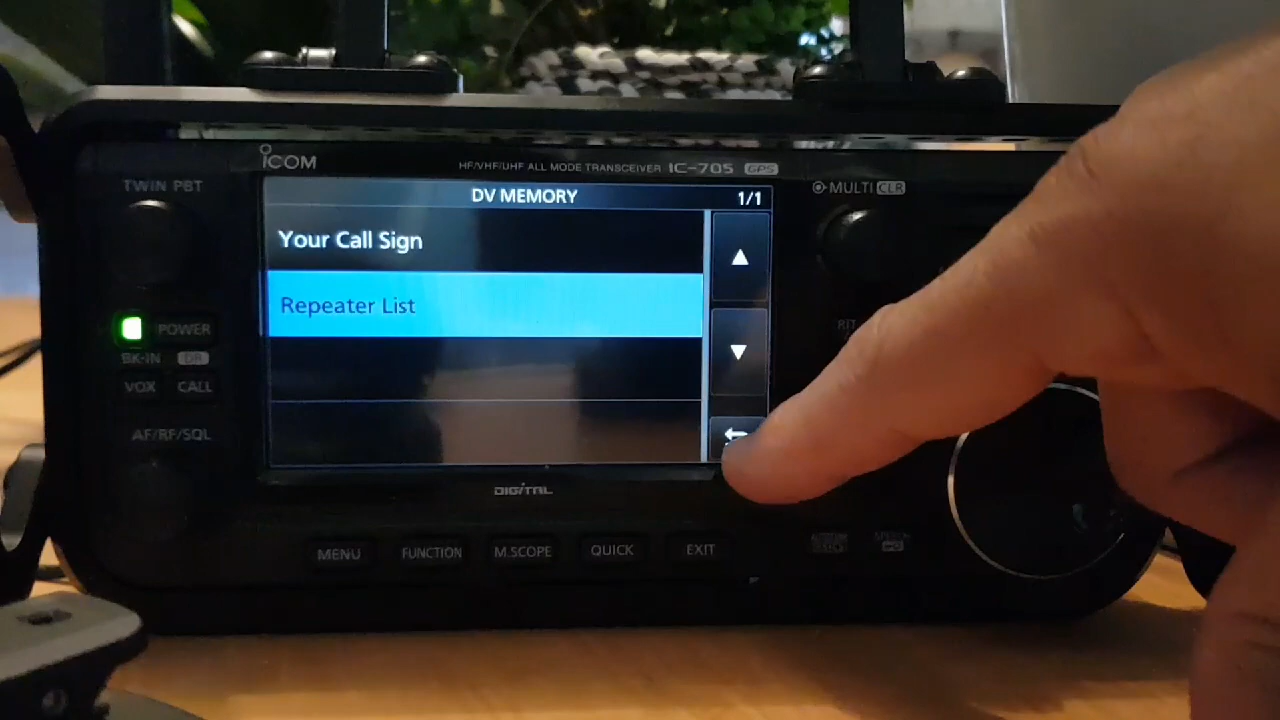 ICOM
HF/VHF/UHF ALL MODE TRANSCEIVER IC-705 GPS
TWIN PBT
DV MEMORY 1/1
MULTI CLR
Your Call Sign
Repeater List
RIT
POWER
BK-IN DR
VOX CALL
AF/RF/SQL
DIGITAL
MENU FUNCTION M.SCOPE QUICK EXIT
SPEECH